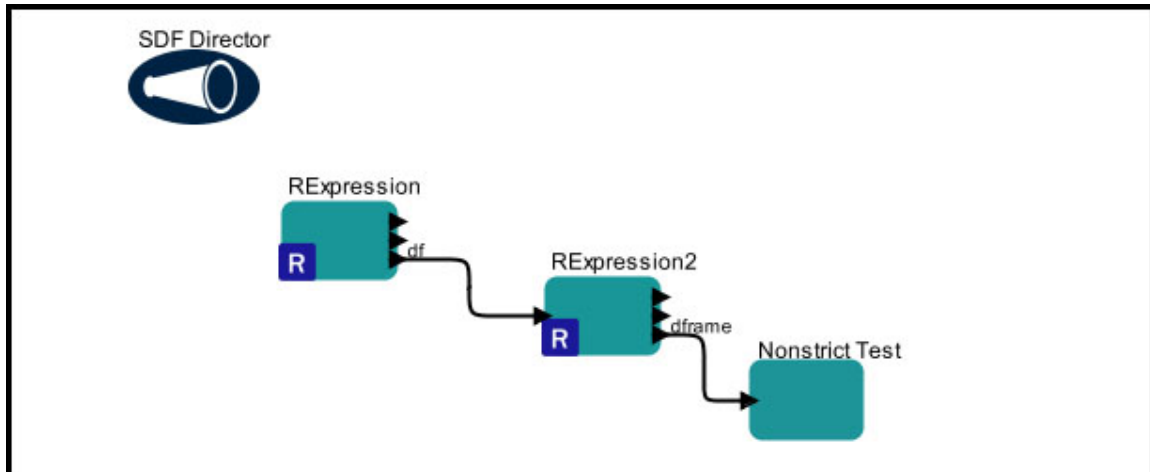 SDF Director
RExpression
df
R
RExpression2
dframe
R
Nonstrict Test